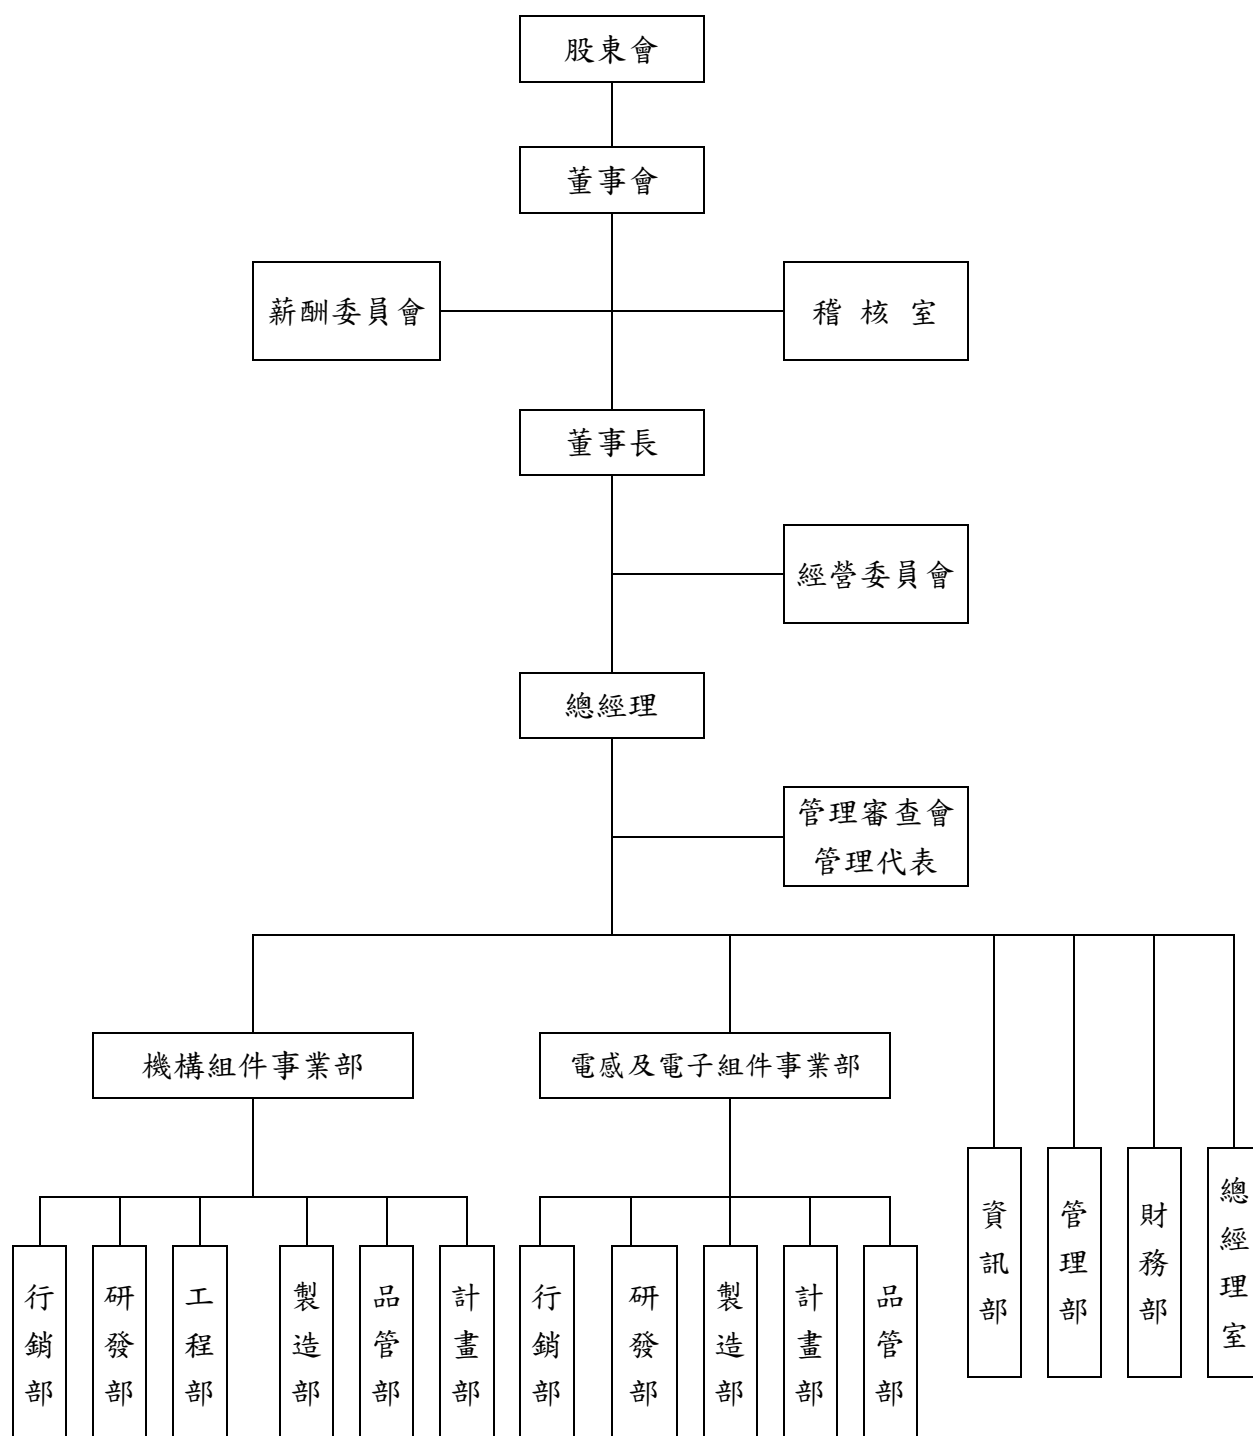 股東會
董事會
薪酬委員會
稽核室
董事長
經營委員會
總經理
管理審查會
管理代表
機構組件事業部
電感及電子組件事業部
資訊部
管理部
財務部
總經理室
行銷部
研發部
工程部
製造部
品管部
計畫部
行銷部
研發部
製造部
計畫部
品管部